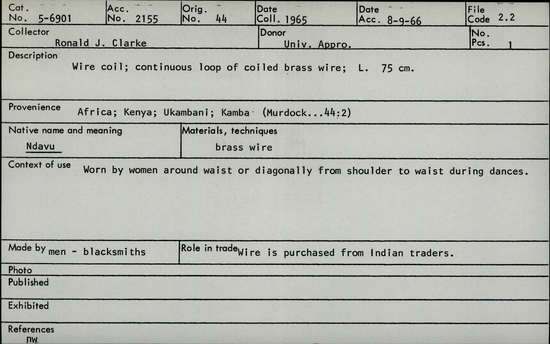 Cat. No. 5-6901 Acc. No. 2155 Orig. No. 44 Date Coll. 1965 Date Acc. 8-9-66 File Code 2.2
Collector Ronald J. Clarke Donor Univ. Appro. No. Pcs. 1
Description
Wire coil; continuous loop of coiled brass wire; L. 75 cm.
Provenience Africa; Kenya; Ukambani; Kamba (Murdock...44:2)
Native name and meaning Materials, techniques
Ndavu brass wire
Context of use Worn by women around waist or diagonally from shoulder to waist during dances.
Made by men - blacksmiths Role in trade Wire is purchased from Indian traders.
Photo
Published
Exhibited
References
nw